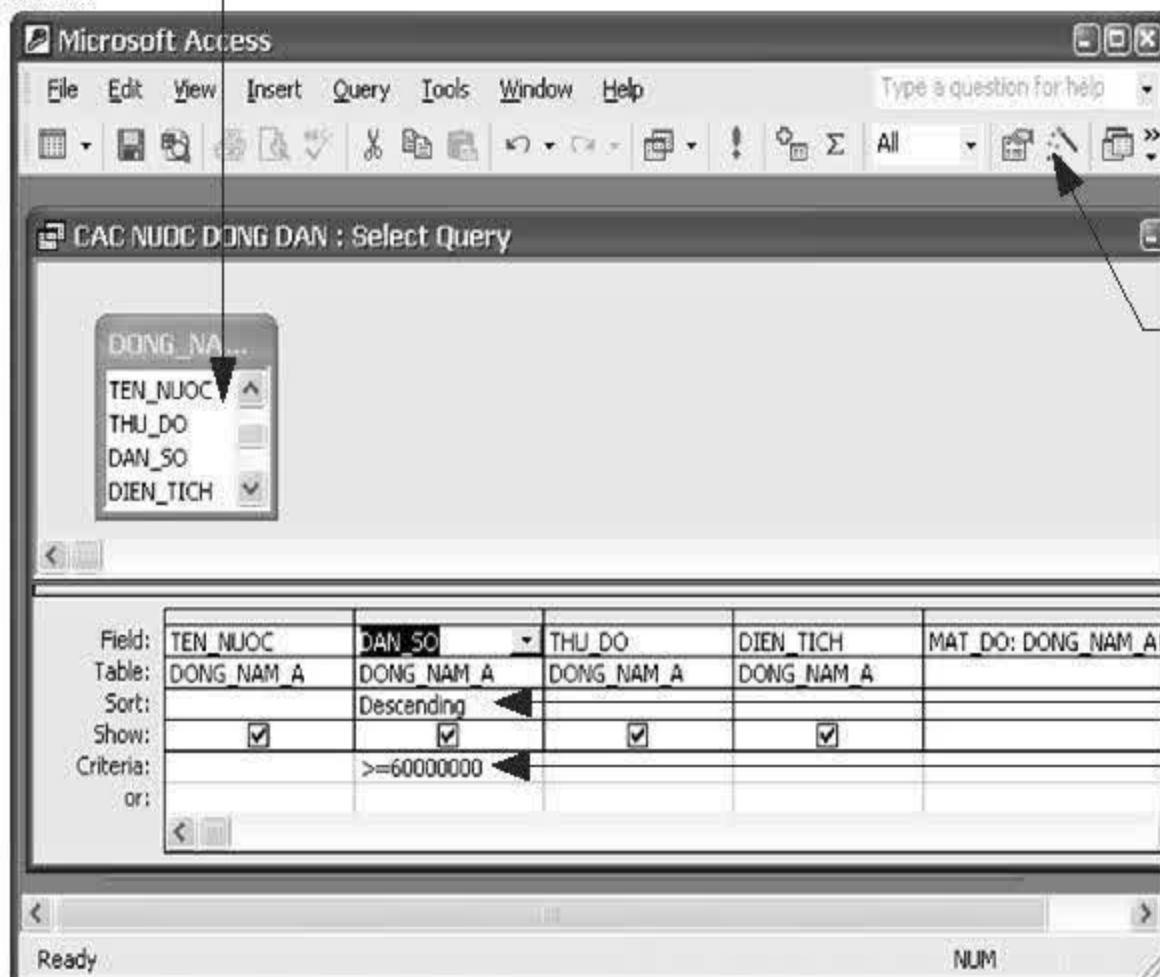 Microsoft Access
File Edit View Insert Query Tools Window Help Type a question for help
All
CAC NUOC DONG DAN : Select Query
DONG_NA...
TEN_NUOC
THU_DO
DAN_SO
DIEN_TICH
Field: TEN_NUOC DAN_SO THU_DO DIEN_TICH MAT_DO: DONG_NAM_A
Table: DONG_NAM_A DONG_NAM_A DONG_NAM_A DONG_NAM_A
Sort: Descending
Show:
Criteria: >=60000000
or:
Ready NUM